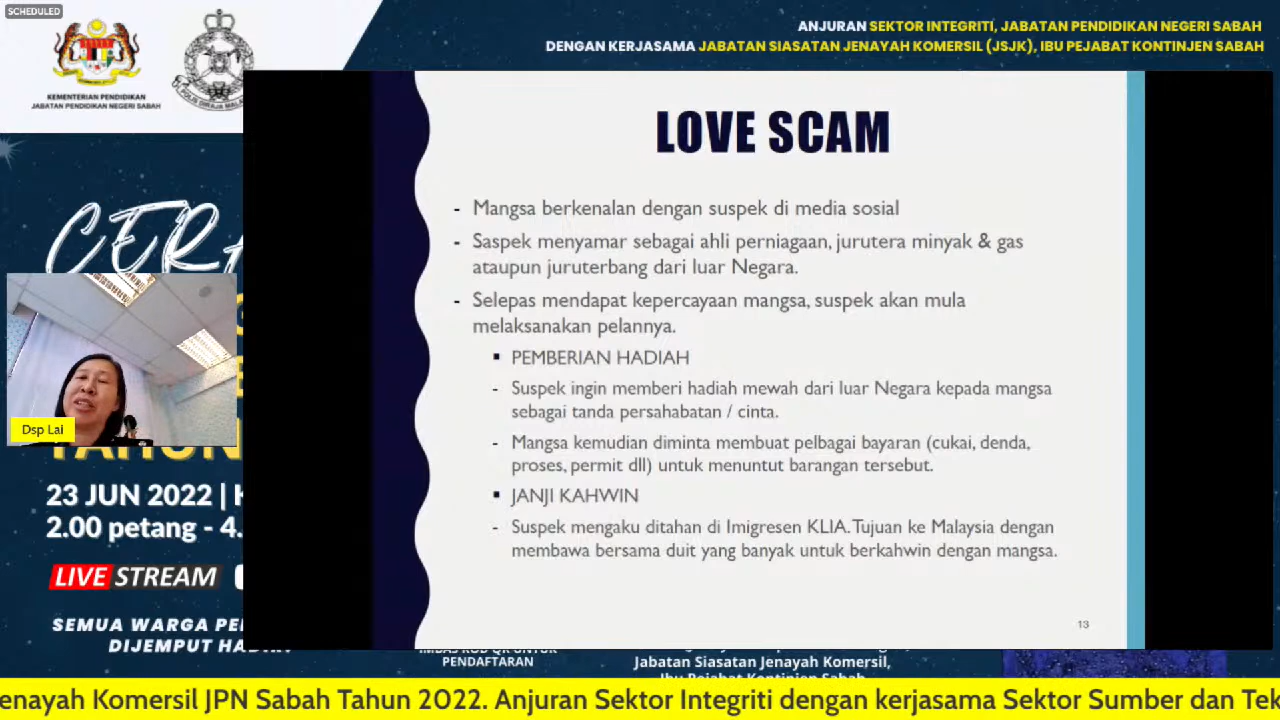 SCHEDULED
KEMENTERIAN PENDIDIKAN
JABATAN PENDIDIKAN NEGERI SABAH
ANJURAN SEKTOR INTEGRITI, JABATAN PENDIDIKAN NEGERI SABAH
DENGAN KERJASAMA JABATAN SIASATAN JENAYAH KOMERSIL (JSJK), IBU PEJABAT KONTINJEN SABAH
LOVE SCAM
- Mangsa berkenalan dengan suspek di media sosial
- Saspek menyamar sebagai ahli perniagaan, jurutera minyak & gas
ataupun juruterbang dari luar Negara.
- Selepas mendapat kepercayaan mangsa, suspek akan mula
melaksanakan pelannya.
▪ PEMBERIAN HADIAH
- Suspek ingin memberi hadiah mewah dari luar Negara kepada mangsa
sebagai tanda persahabatan / cinta.
- Mangsa kemudian diminta membuat pelbagai bayaran (cukai, denda,
proses, permit dll) untuk menuntut barangan tersebut.
▪ JANJI KAHWIN
- Suspek mengaku ditahan di Imigresen KLIA. Tujuan ke Malaysia dengan
membawa bersama duit yang banyak untuk berkahwin dengan mangsa.
13
Dsp Lai
TAHUN
23 JUN 2022 |
2.00 petang - 4.
LIVE STREAM
SEMUA WARGA
DIJEMPUT
PENDAFTARAN
Jabatan Siasatan Jenayah Komersil,
Ibu Pejabat Kontinjen Sabah
enayah Komersil JPN Sabah Tahun 2022. Anjuran Sektor Integriti dengan kerjasama Sektor Sumber dan Tek